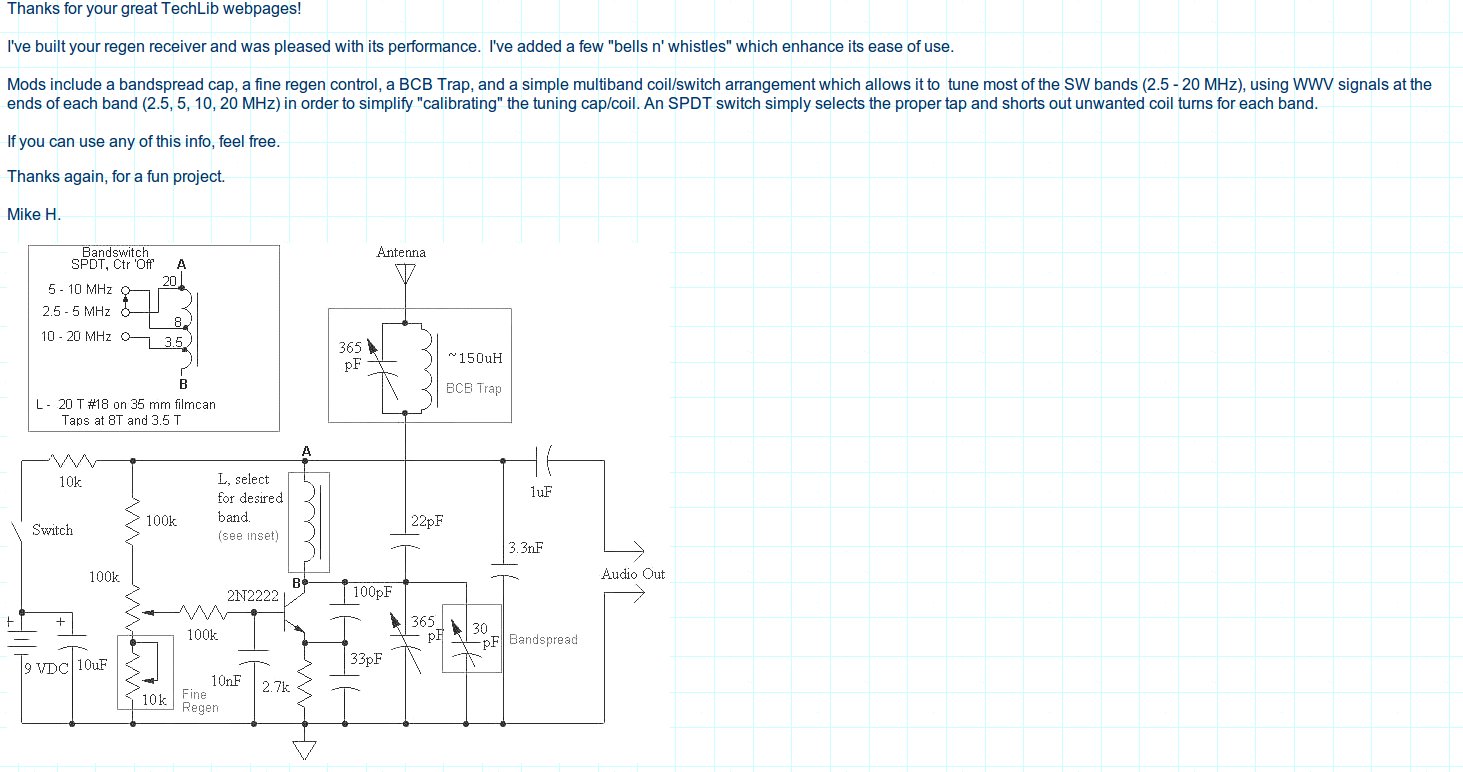 Thanks for your great TechLib webpages!
I've built your regen receiver and was pleased with its performance.  I've added a few "bells n' whistles" which enhance its ease of use.
Mods include a bandspread cap, a fine regen control, a BCB Trap, and a simple multiband coil/switch arrangement which allows it to  tune most of the SW bands (2.5 - 20 MHz), using WWV signals at the
ends of each band (2.5, 5, 10, 20 MHz) in order to simplify "calibrating" the tuning cap/coil. An SPDT switch simply selects the proper tap and shorts out unwanted coil turns for each band.
If you can use any of this info, feel free.
Thanks again, for a fun project.
Mike H.
Bandswitch
SPDT, Ctr 'Off'
A
20
5 - 10 MHz
2.5 - 5 MHz
8
10 - 20 MHz
3.5
B
L - 20 T #18 on 35 mm filmcan
Taps at 8T and 3.5 T
Antenna
365
pF
~150uH
BCB Trap
A
10k
L, select
for desired
band.
(see inset)
1uF
100k
Switch
22pF
3.3nF
100k
B
Audio Out
2N2222
100pF
+
+
100k
365
pF
30
pF
Bandspread
9 VDC
10uF
33pF
10nF
2.7k
10k
Fine
Regen